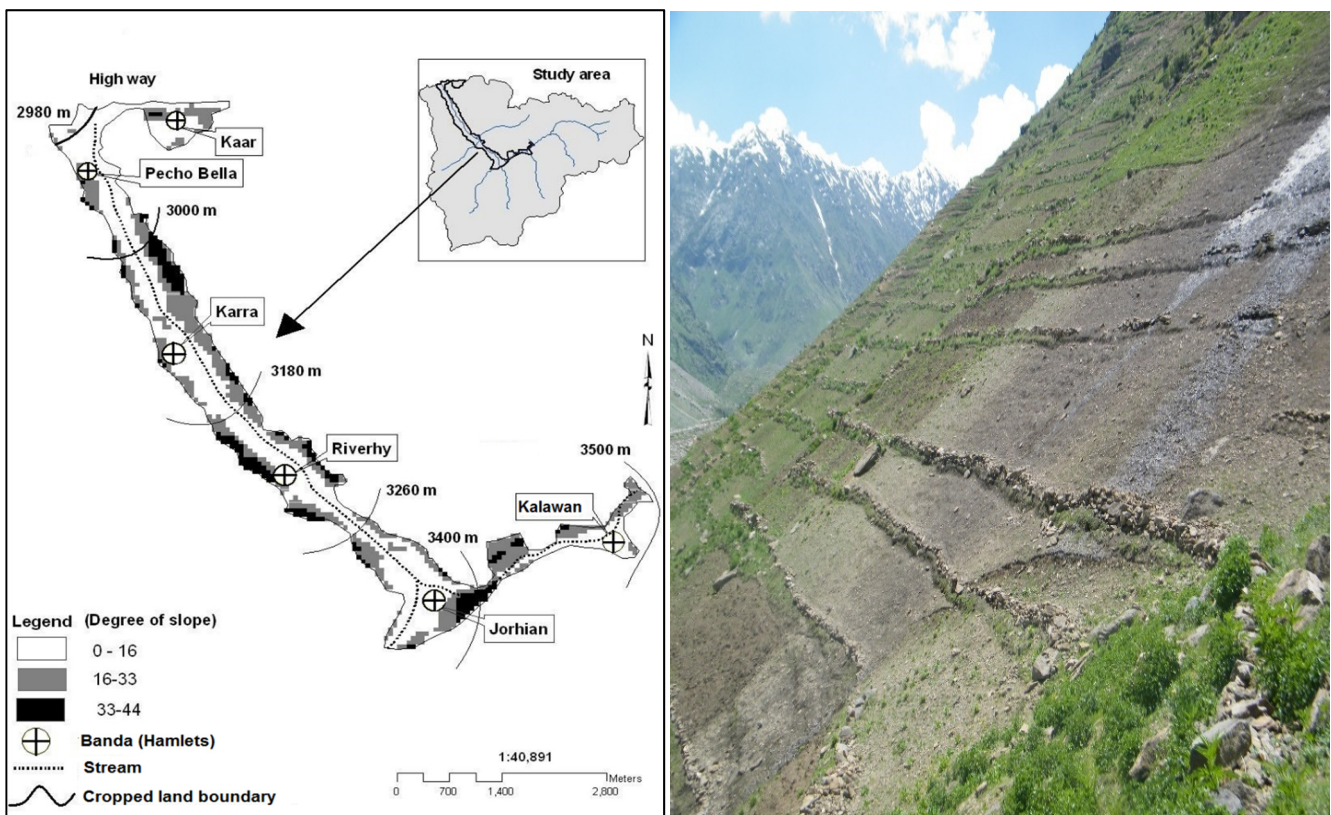 High way
Study area
2980 m
Kaar
Pecho Bella
3000 m
Karra
3180 m
N
Riverhy
3500 m
Kalawan
3260 m
3400 m
Jorhian
Legend (Degree of slope)
0 - 16
16-33
33-44
Banda (Hamlets)
Stream
Cropped land boundary
1:40,891
Meters
0 700 1,400 2,800